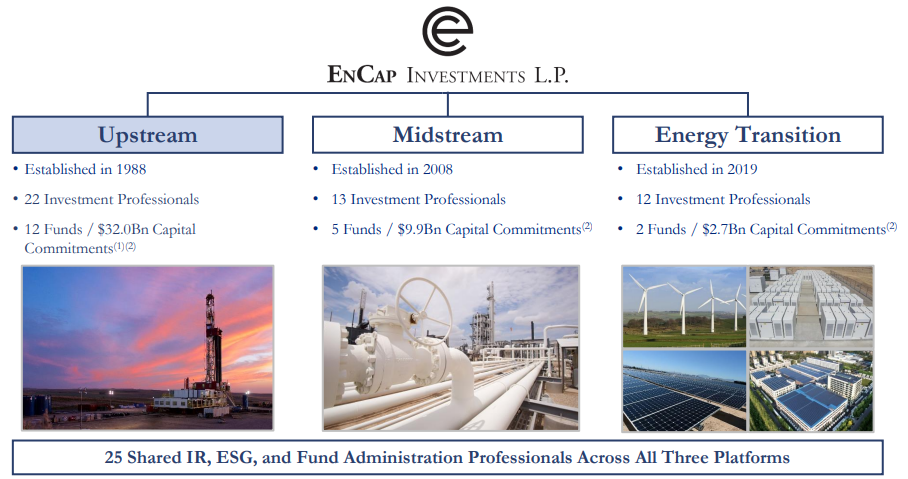 ENCAP INVESTMENTS L.P.
Upstream
• Established in 1988
• 22 Investment Professionals
• 12 Funds / $32.0Bn Capital
Commitments(1)(2)
Midstream
• Established in 2008
• 13 Investment Professionals
• 5 Funds / $9.9Bn Capital Commitments(2)
Energy Transition
• Established in 2019
• 12 Investment Professionals
• 2 Funds / $2.7Bn Capital Commitments(2)
25 Shared IR, ESG, and Fund Administration Professionals Across All Three Platforms